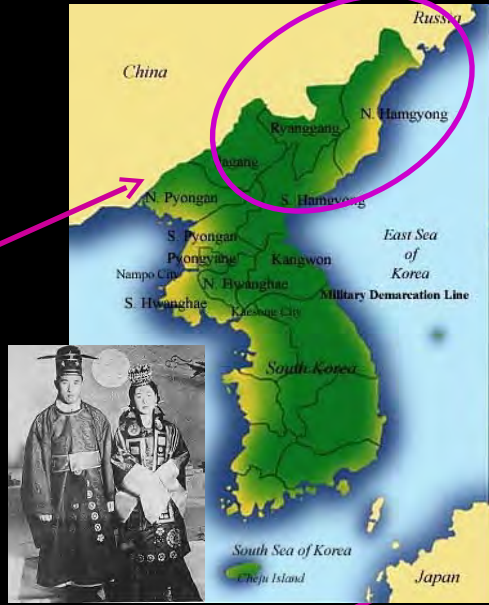 Russia
China
N. Hamgyong
Ryanggang
Jagang
N. Pyongan
S. Hamgyong
S. Pyongan
East Sea
of
Korea
Pyongyang
Kangwon
Nampo City
N. Hwanghae
Military Demarcation Line
S. Hwanghae
Kaesong City
South Korea
South Sea of Korea
Cheju Island
Japan